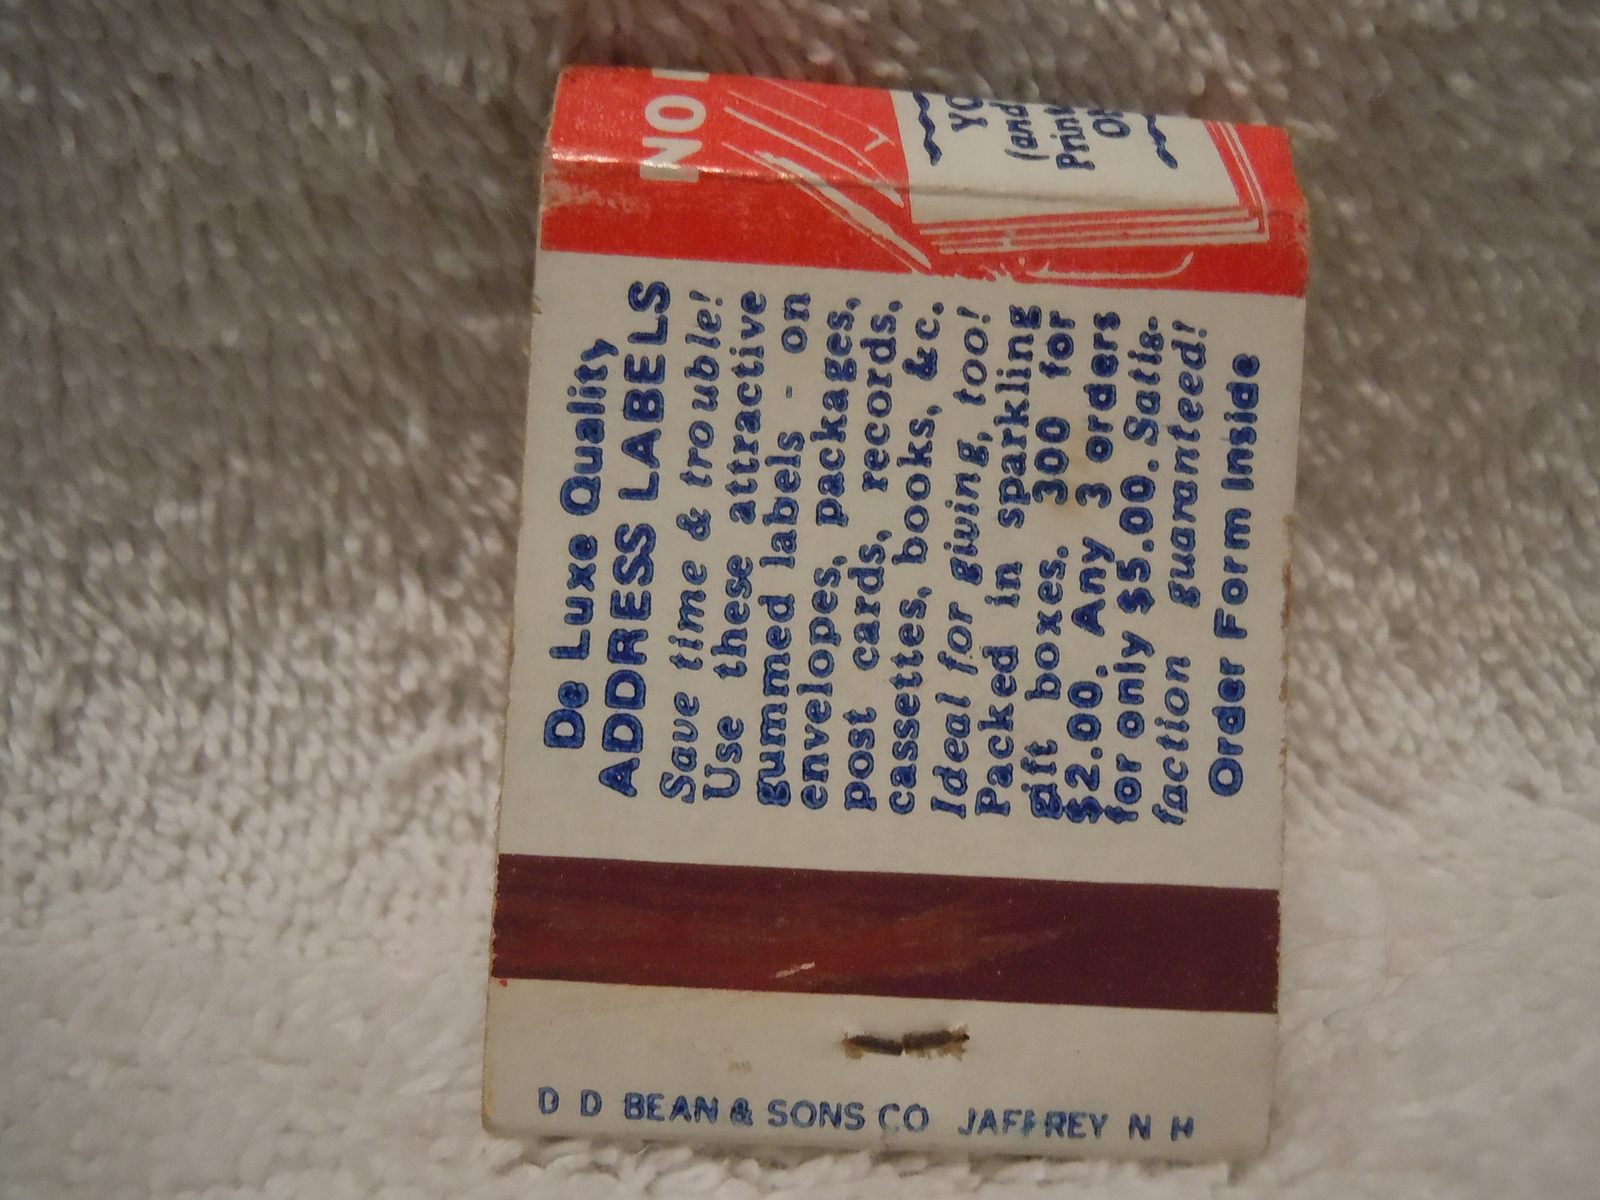 De Luxe Quality
ADDRESS LABELS
Save time & trouble!
Use these attractive
gummed labels - on
envelopes, packages,
post cards, records,
cassettes, books, &c.
Ideal for giving, too!
Packed in sparkling
gift boxes. 300 for
$2.00. Any 3 orders
for only $5.00. Satis-
faction guaranteed!
Order Form Inside
D D BEAN & SONS CO JAFFREY N H
NO
(and